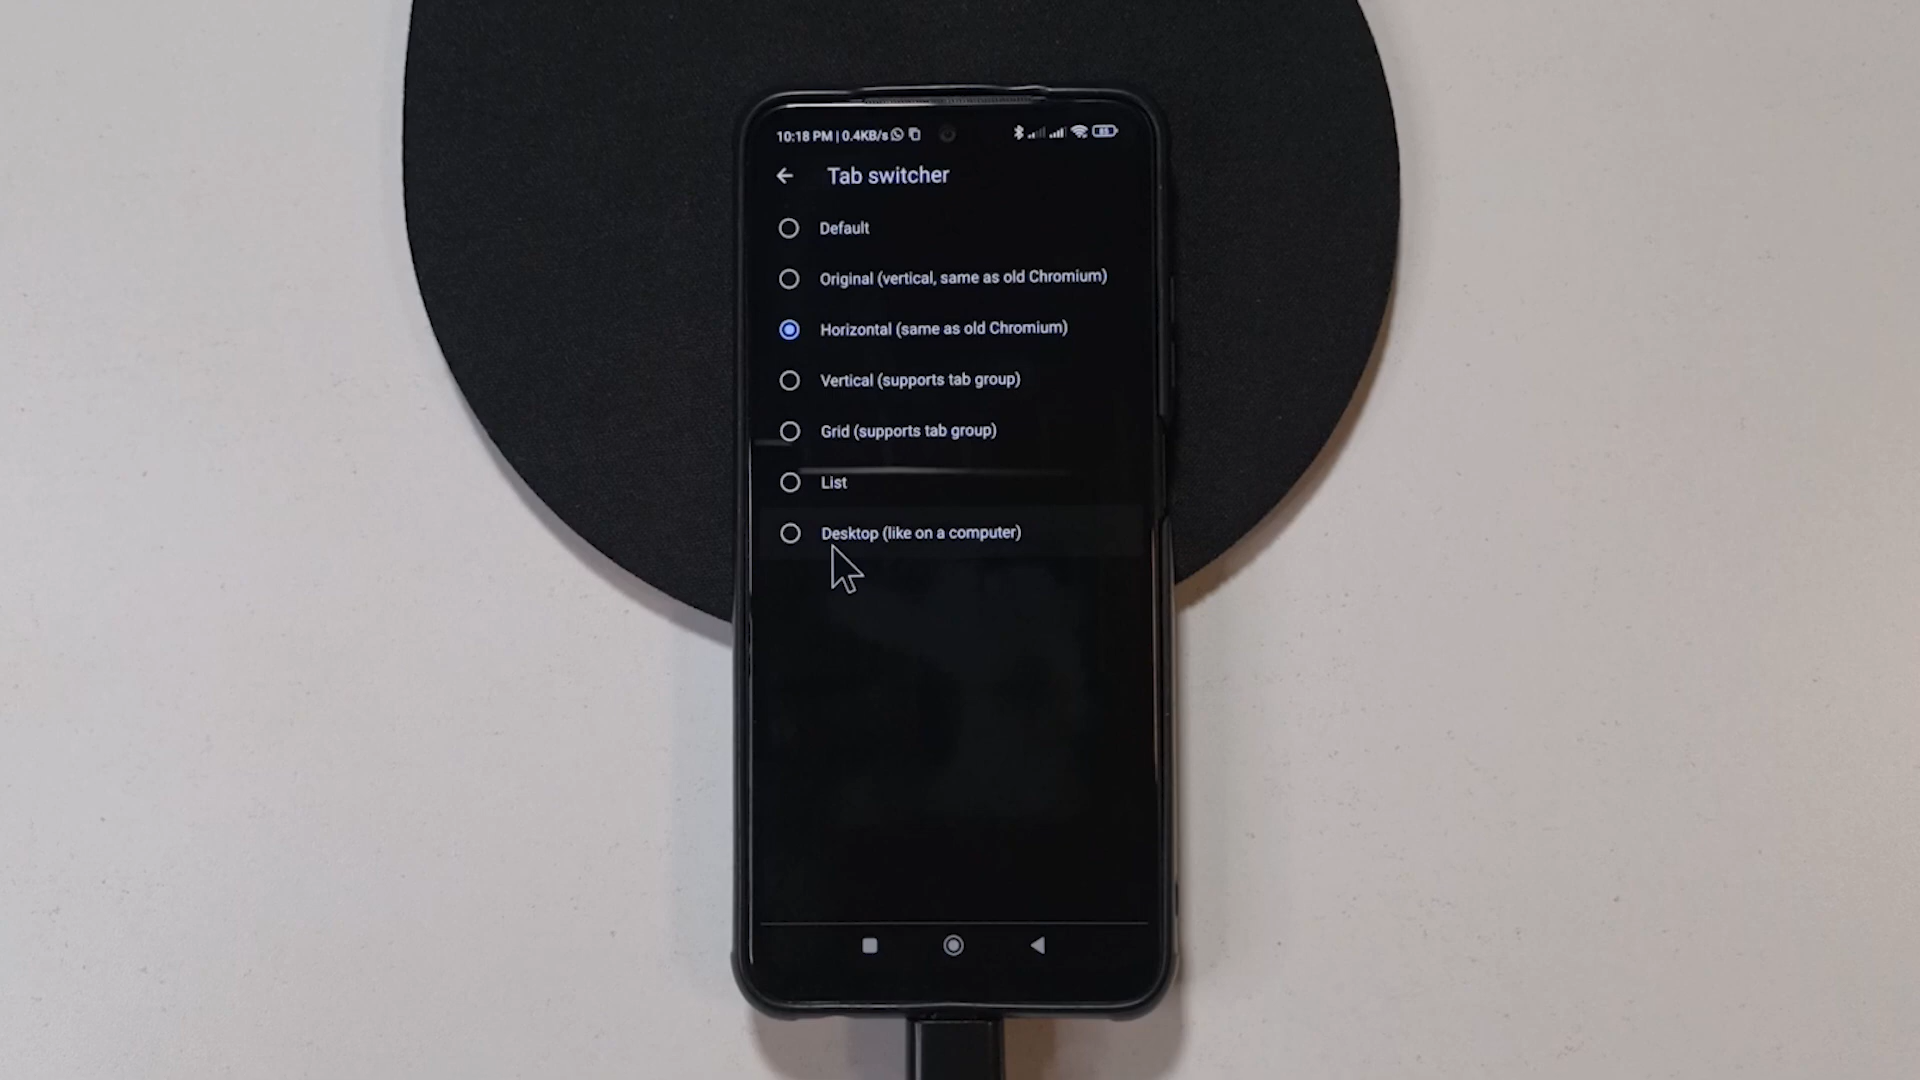 10:18 PM | 0.4KB/s
85
Tab switcher
Default
Original (vertical, same as old Chromium)
Horizontal (same as old Chromium)
Vertical (supports tab group)
Grid (supports tab group)
List
Desktop (like on a computer)